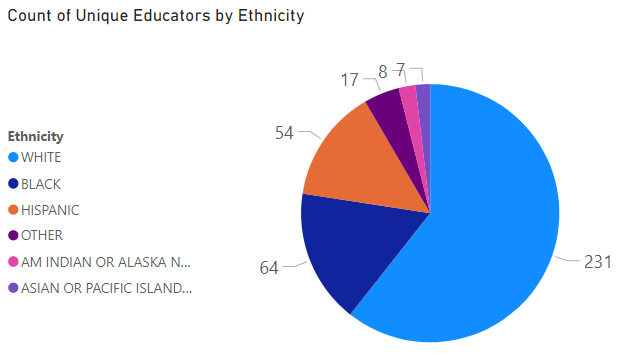 Count of Unique Educators by Ethnicity
17
8
7
54
Ethnicity
WHITE
BLACK
HISPANIC
OTHER
AM INDIAN OR ALASKA N...
ASIAN OR PACIFIC ISLAND...
64
231